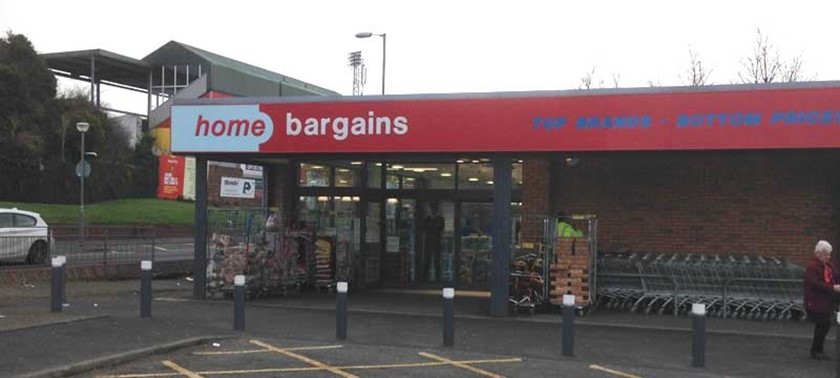 home bargains
TOP BRANDS - BOTTOM PRICES